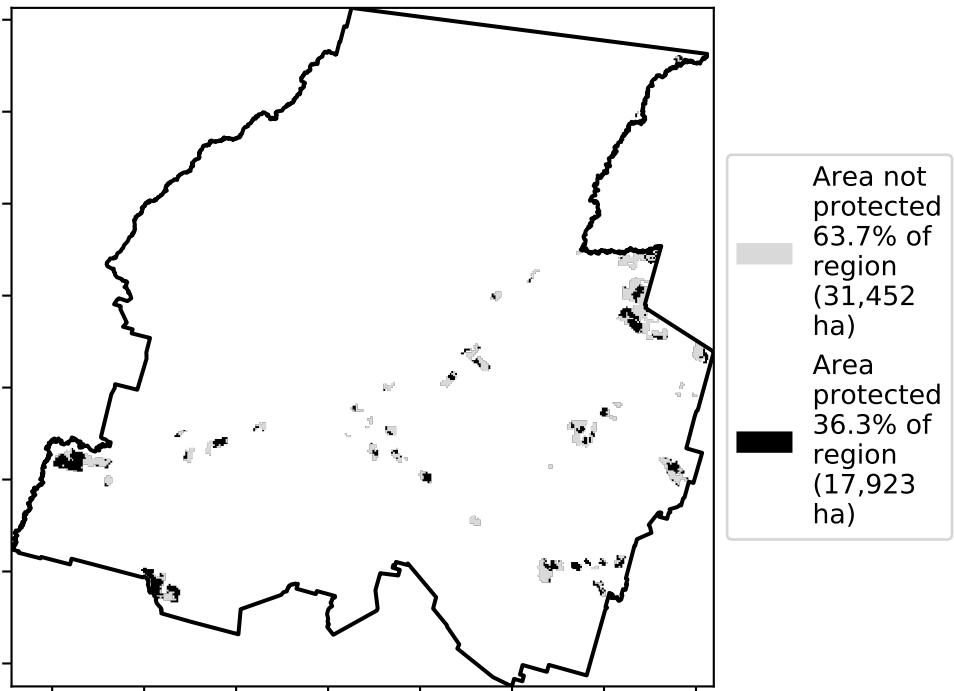 Area not
protected
63.7% of
region
(31,452
ha)
Area
protected
36.3% of
region
(17,923
ha)